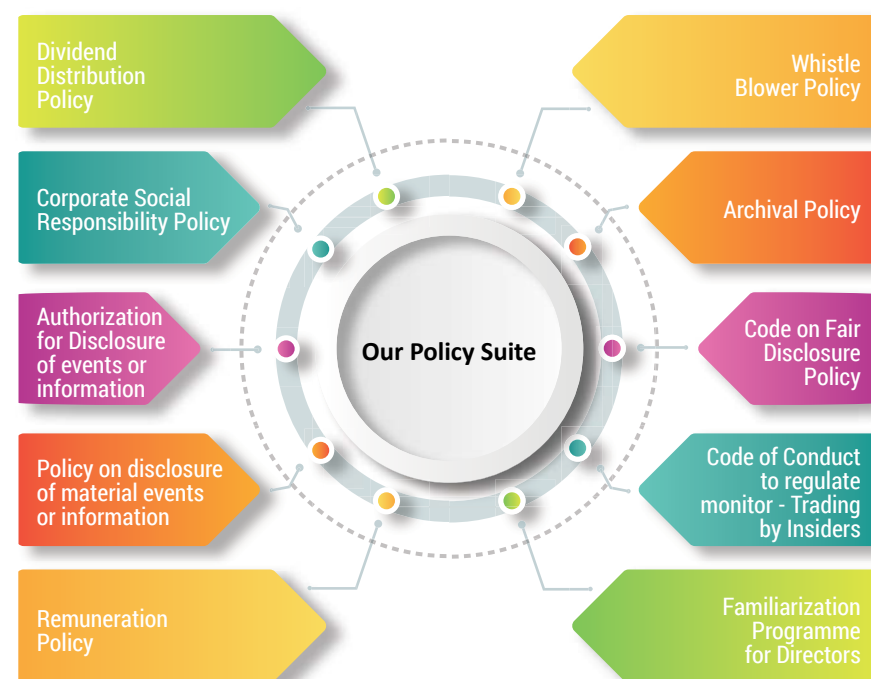 Dividend
Distribution
Policy
Whistle
Blower Policy
Corporate Social
Responsibility Policy
Archival Policy
Authorization
for Disclosure
of events or
information
Our Policy Suite
Code on Fair
Disclosure
Policy
Policy on disclosure
of material events
or information
Code of Conduct
to regulate
monitor - Trading
by Insiders
Remuneration
Policy
Familiarization
Programme
for Directors